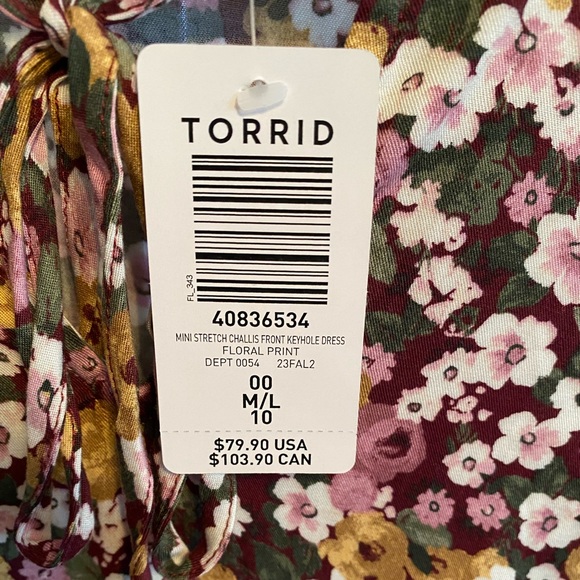 TORRID
FL_343
40836534
MINI STRETCH CHALLIS FRONT KEYHOLE DRESS
FLORAL PRINT
DEPT 0054 23FAL2
00
M/L
10
$79.90 USA
$103.90 CAN